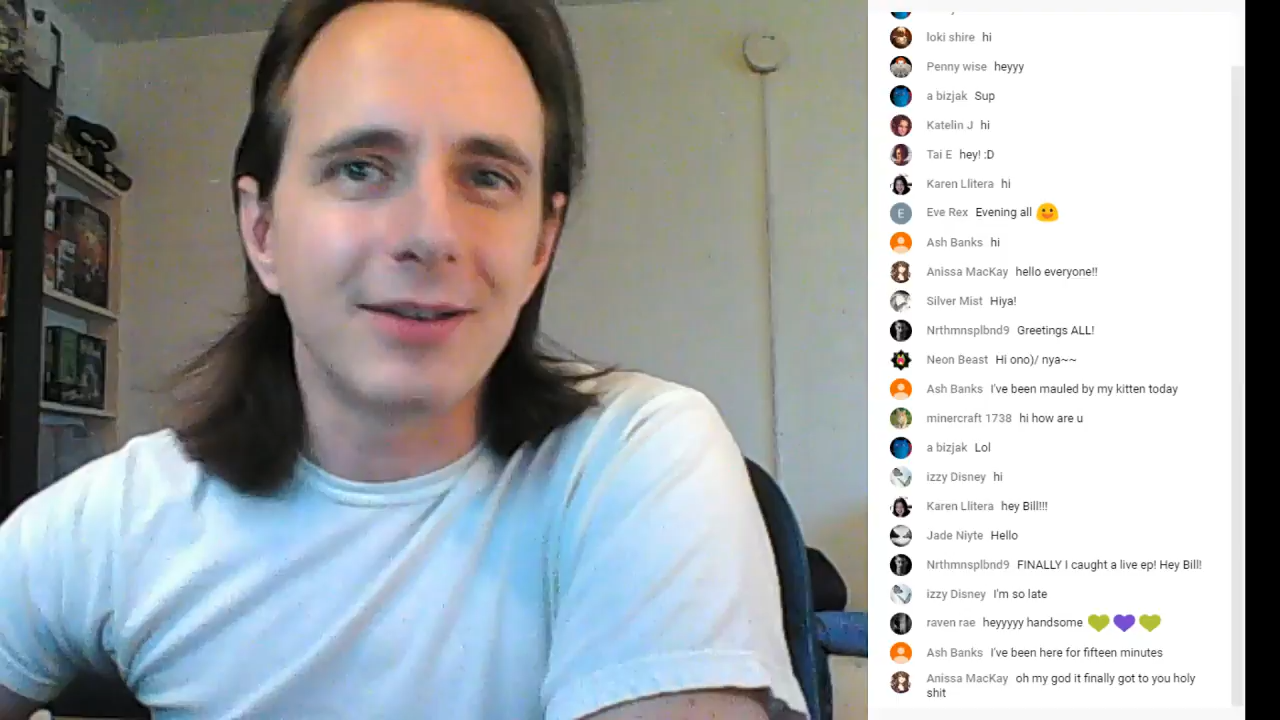 loki shire hi
Penny wise heyyy
a bizjak Sup
Katelin J hi
Tai E hey! :D
Karen Llitera hi
E Eve Rex Evening all
Ash Banks hi
Anissa MacKay hello everyone!!
Silver Mist Hiya!
Nrthmnsplbnd9 Greetings ALL!
Neon Beast Hi ono)/ nya~~
Ash Banks I've been mauled by my kitten today
minercraft 1738 hi how are u
a bizjak Lol
izzy Disney hi
Karen Llitera hey Bill!!!
Jade Niyte Hello
Nrthmnsplbnd9 FINALLY I caught a live ep! Hey Bill!
izzy Disney I'm so late
raven rae heyyyyy handsome
Ash Banks I've been here for fifteen minutes
Anissa MacKay oh my god it finally got to you holy
shit